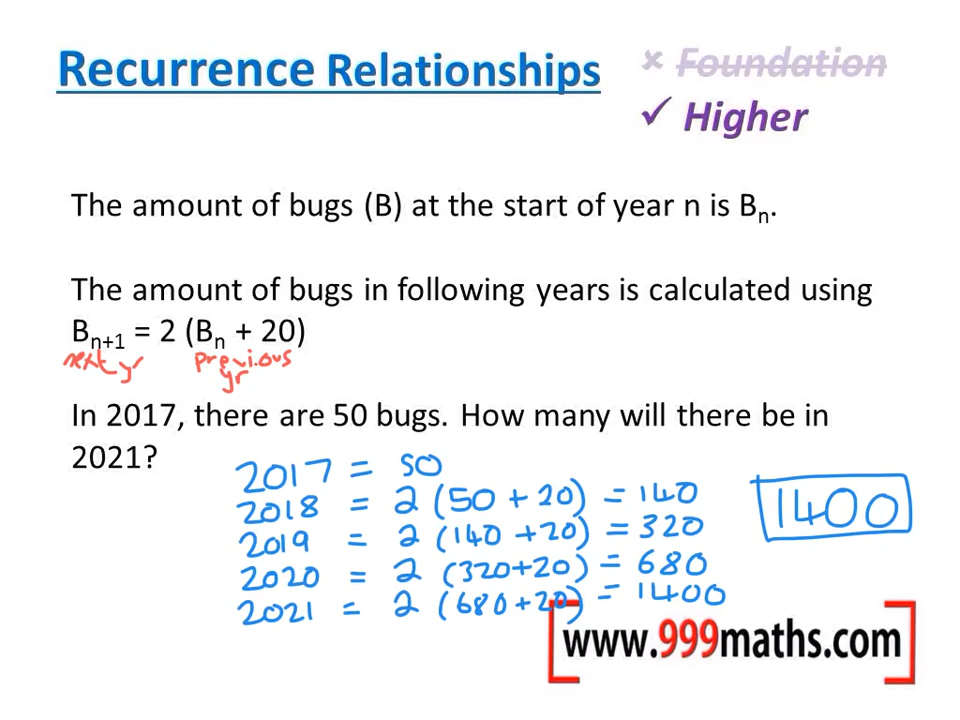 Recurrence Relationships
× Foundation
✓ Higher
The amount of bugs (B) at the start of year n is Bn.
The amount of bugs in following years is calculated using
Bn+1 = 2 (Bn + 20)
next yr previous
yr
In 2017, there are 50 bugs. How many will there be in
2021?
2017 = 50
2018 = 2 (50 + 20) = 140
2019 = 2 (140 + 20) = 320
2020 = 2 (320+20) = 680
2021 = 2 (680+20) = 1400
1400
www.999maths.com